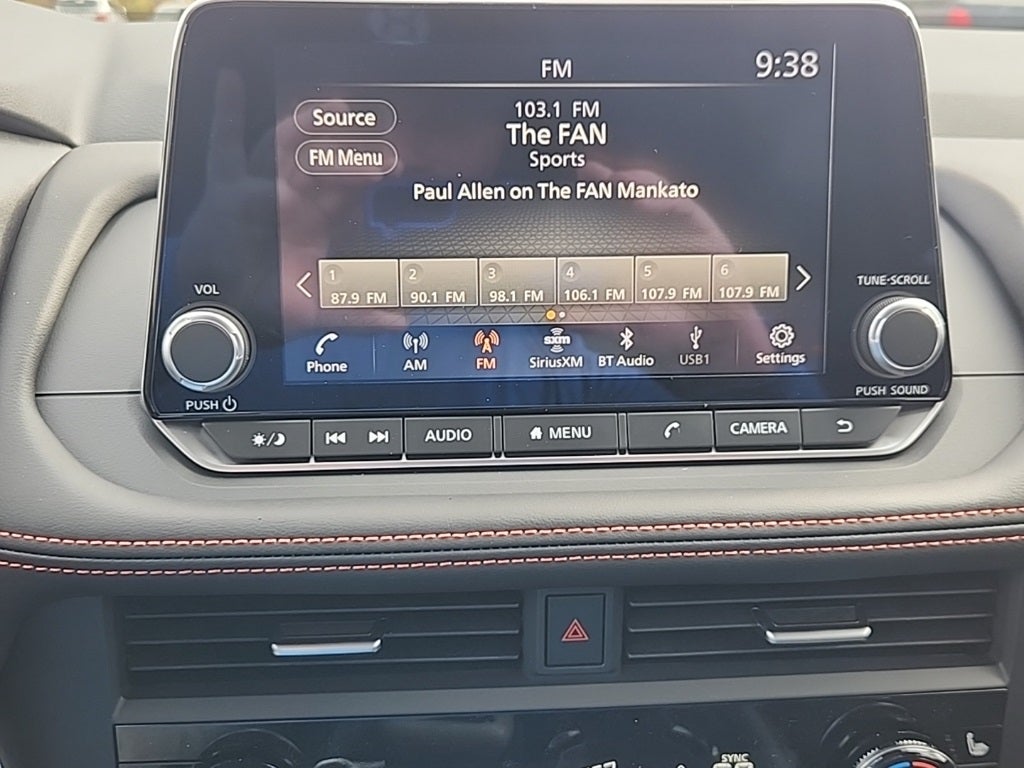 FM
9:38
Source
FM Menu
103.1 FM
The FAN
Sports
Paul Allen on The FAN Mankato
1 2 3 4 5 6
87.9 FM 90.1 FM 98.1 FM 106.1 FM 107.9 FM 107.9 FM
VOL
TUNE·SCROLL
Phone AM FM sxm SiriusXM BT Audio USB1 Settings
PUSH
PUSH SOUND
AUDIO MENU CAMERA
SYNC